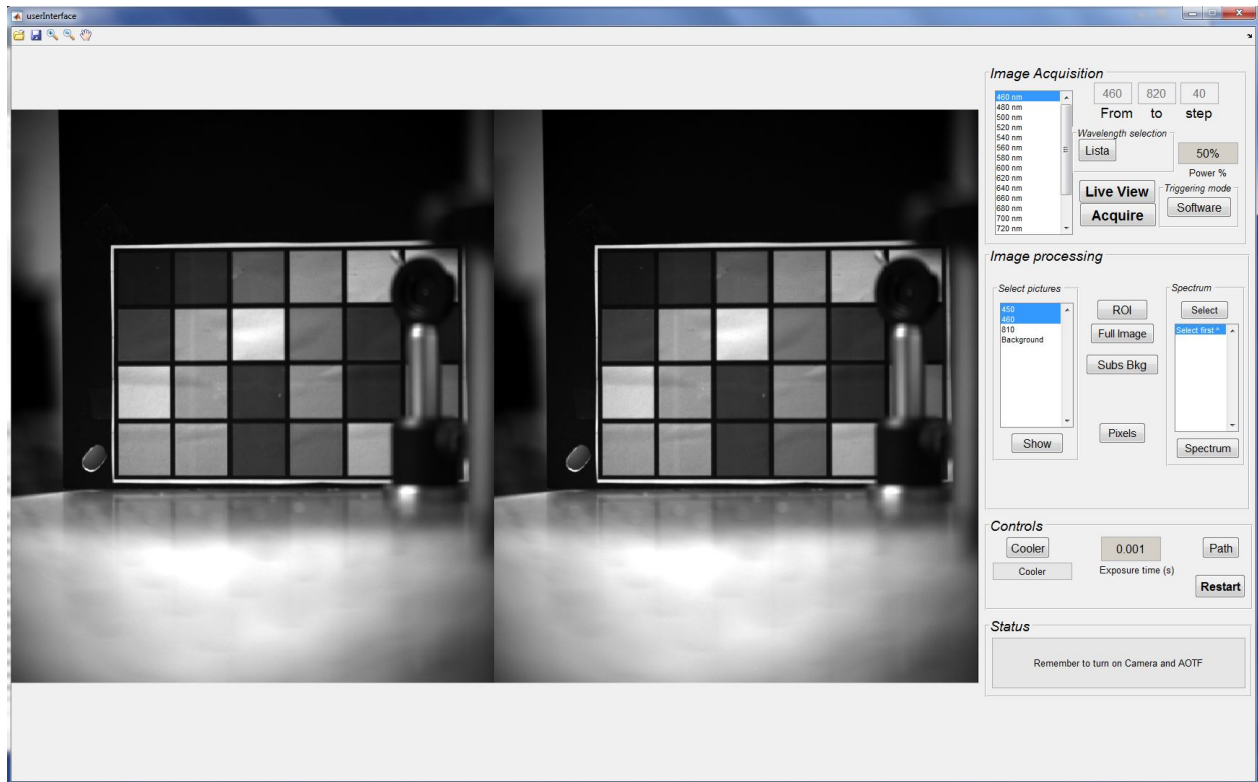 userInterface
Image Acquisition
460 nm
480 nm
500 nm
520 nm
540 nm
560 nm
580 nm
600 nm
620 nm
640 nm
660 nm
680 nm
700 nm
720 nm
460 820 40
From to step
Wavelength selection
Lista
50%
Power %
Live View
Acquire
Triggering mode
Software
Image processing
Select pictures
450
460
810
Background
Show
ROI
Full Image
Subs Bkg
Pixels
Spectrum
Select
Select first ^
Spectrum
Controls
Cooler
Cooler
0.001
Exposure time (s)
Path
Restart
Status
Remember to turn on Camera and AOTF